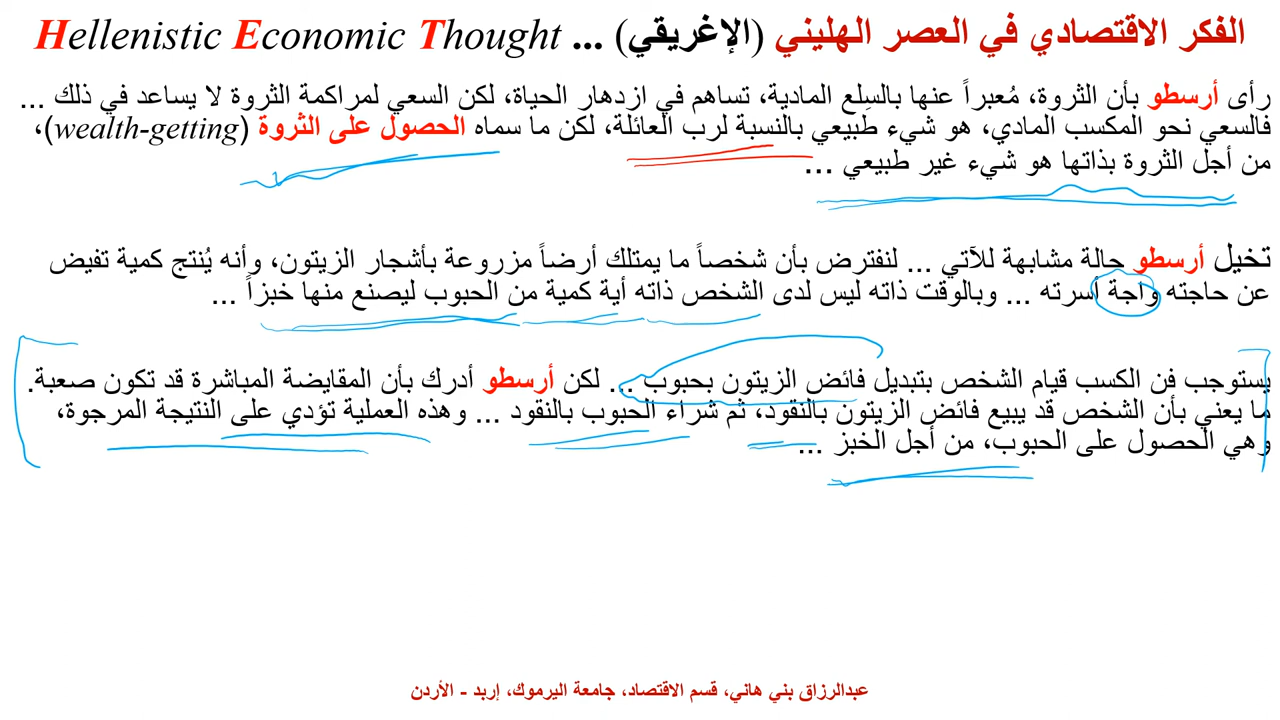 الفكر الاقتصادي في العصر الهليني (الإغريقي) ... Hellenistic Economic Thought
رأى أرسطو بأن الثروة، مُعبراً عنها بالسِلع المادية، تساهم في ازدهار الحياة، لكن السعي لمراكمة الثروة لا يساعد في ذلك ...
فالسعي نحو المكسب المادي، هو شيء طبيعي بالنسبة لرب العائلة، لكن ما سماه الحصول على الثروة (wealth-getting)،
من أجل الثروة بذاتها هو شيء غير طبيعي ...
تخيل أرسطو حالة مشابهة للآتي ... لنفترض بأن شخصاً ما يمتلك أرضاً مزروعة بأشجار الزيتون، وأنه يُنتج كمية تفيض
عن حاجته واجة أسرته ... وبالوقت ذاته ليس لدى الشخص ذاته أية كمية من الحبوب ليصنع منها خبزاً ...
يستوجب فن الكسب قيام الشخص بتبديل فائض الزيتون بحبوب ... لكن أرسطو أدرك بأن المقايضة المباشرة قد تكون صعبة.
ما يعني بأن الشخص قد يبيع فائض الزيتون بالنقود، ثم شراء الحبوب بالنقود ... وهذه العملية تؤدي على النتيجة المرجوة،
وهي الحصول على الحبوب، من أجل الخبز ...
عبدالرزاق بني هاني، قسم الاقتصاد، جامعة اليرموك، إربد - الأردن